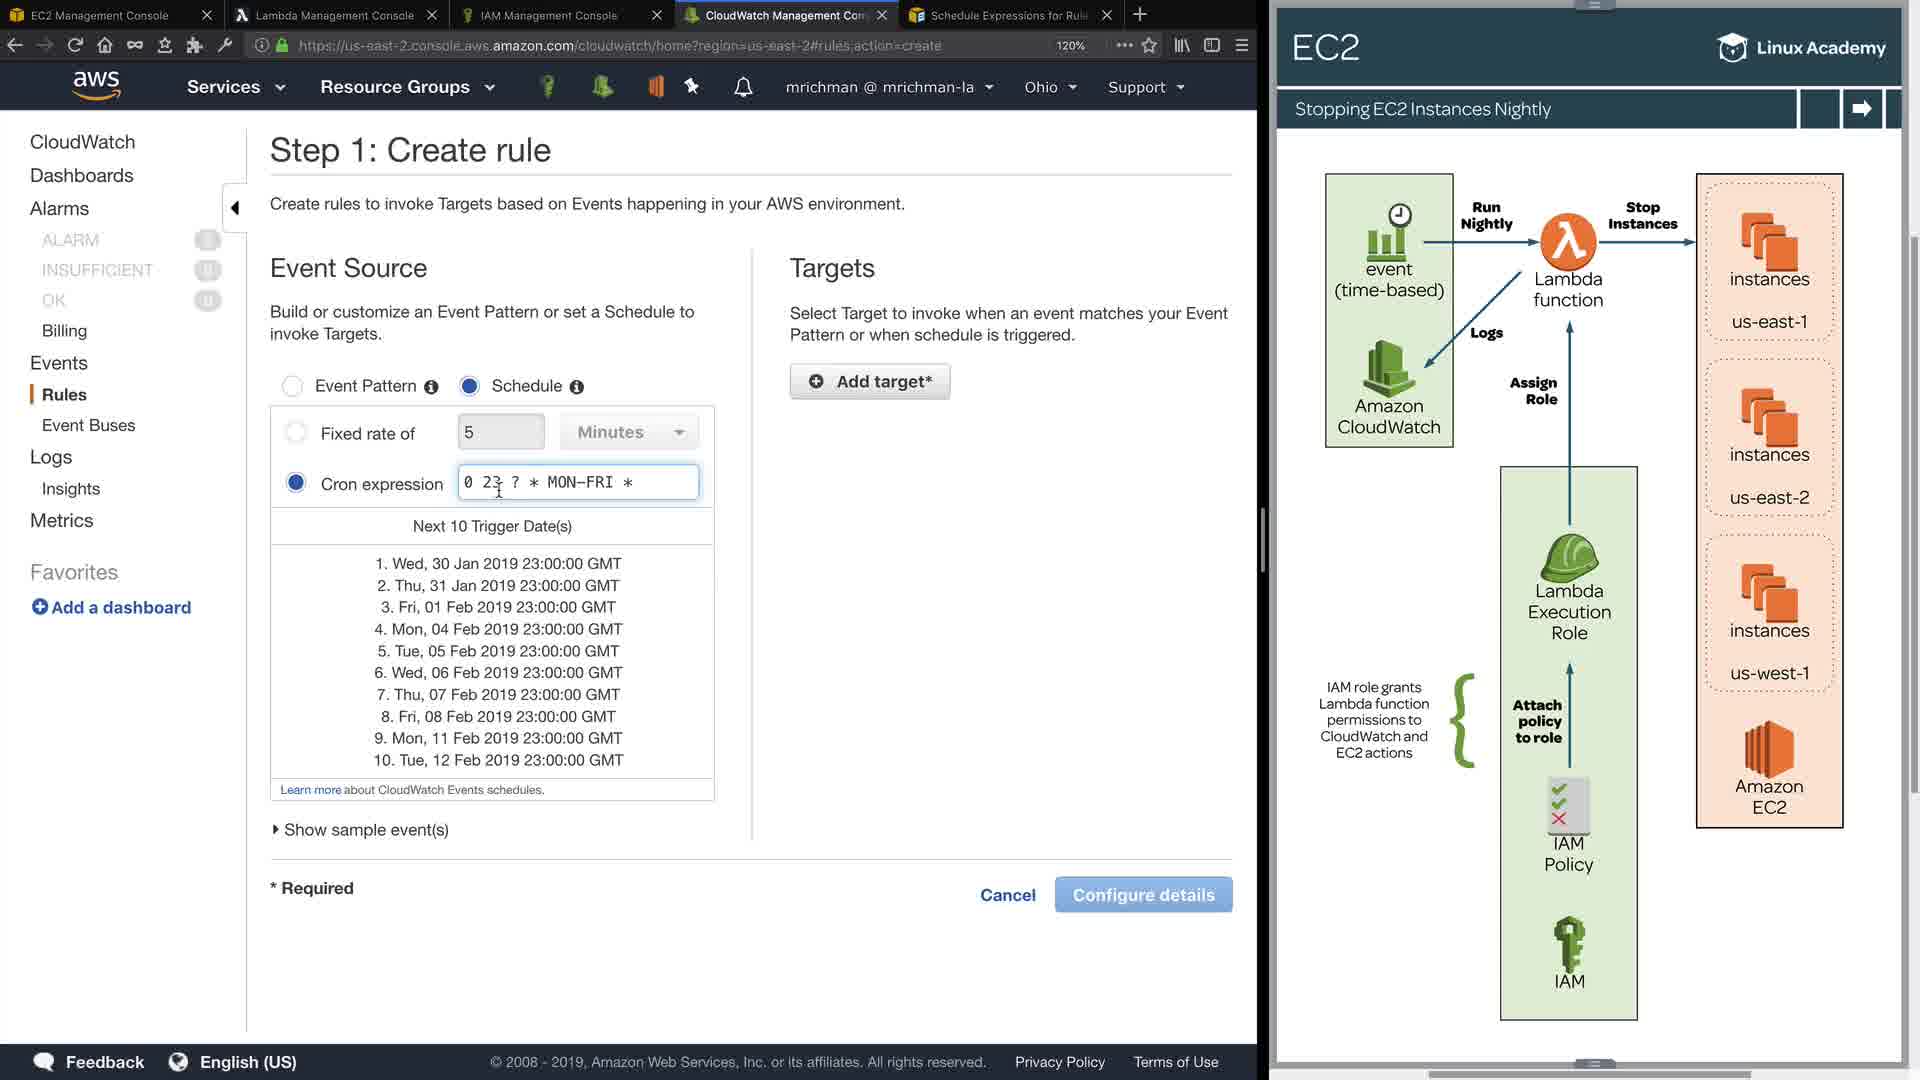 EC2 Management Console
Lambda Management Console
IAM Management Console
CloudWatch Management Con
Schedule Expressions for Rule
https://us-east-2.console.aws.amazon.com/cloudwatch/home?region=us-east-2#rules:action=create
120%
aws
Services
Resource Groups
mrichman @ mrichman-la
Ohio
Support
CloudWatch
Dashboards
Alarms
ALARM
INSUFFICIENT
OK
Billing
Events
Rules
Event Buses
Logs
Insights
Metrics
Favorites
Add a dashboard
Step 1: Create rule
Create rules to invoke Targets based on Events happening in your AWS environment.
Event Source
Build or customize an Event Pattern or set a Schedule to
invoke Targets.
Event Pattern
Schedule
Fixed rate of
5
Minutes
Cron expression
0 23 ? * MON-FRI *
Next 10 Trigger Date(s)
1. Wed, 30 Jan 2019 23:00:00 GMT
2. Thu, 31 Jan 2019 23:00:00 GMT
3. Fri, 01 Feb 2019 23:00:00 GMT
4. Mon, 04 Feb 2019 23:00:00 GMT
5. Tue, 05 Feb 2019 23:00:00 GMT
6. Wed, 06 Feb 2019 23:00:00 GMT
7. Thu, 07 Feb 2019 23:00:00 GMT
8. Fri, 08 Feb 2019 23:00:00 GMT
9. Mon, 11 Feb 2019 23:00:00 GMT
10. Tue, 12 Feb 2019 23:00:00 GMT
Learn more about CloudWatch Events schedules.
Show sample event(s)
* Required
Targets
Select Target to invoke when an event matches your Event
Pattern or when schedule is triggered.
Add target*
Cancel
Configure details
Feedback
English (US)
© 2008 - 2019, Amazon Web Services, Inc. or its affiliates. All rights reserved.
Privacy Policy
Terms of Use
EC2
Linux Academy
Stopping EC2 Instances Nightly
event
(time-based)
Run
Nightly
Lambda
function
Stop
Instances
Logs
Amazon
CloudWatch
Assign
Role
instances
us-east-1
instances
us-east-2
instances
us-west-1
Amazon
EC2
Lambda
Execution
Role
IAM role grants
Lambda function
permissions to
CloudWatch and
EC2 actions
Attach
policy
to role
IAM
Policy
IAM